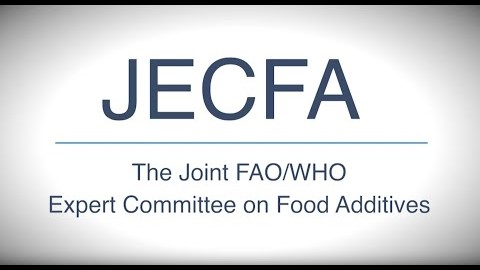 JECFA
The Joint FAO/WHO
Expert Committee on Food Additives